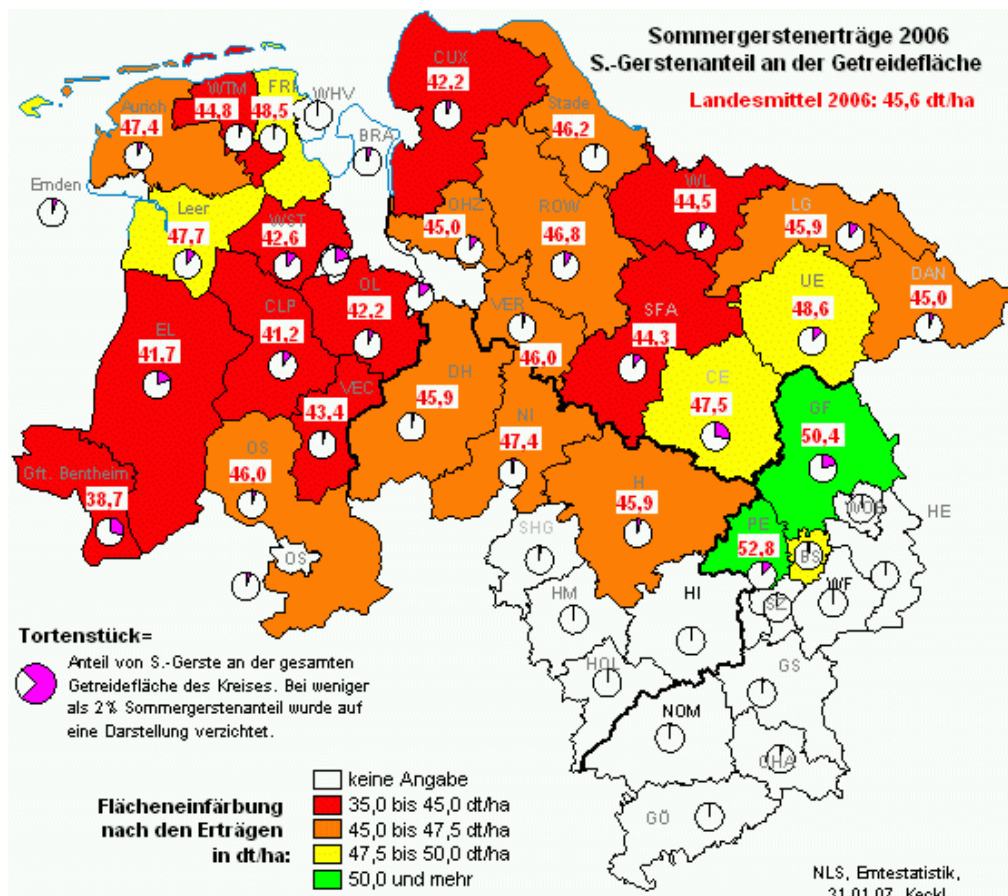 Sommergerstenerträge 2006
S.-Gerstenanteil an der Getreidefläche
Landesmittel 2006: 45,6 dt/ha
CUX
42,2
WTM
44,8
FRI
48,5
WHV
Aurich
47,4
BRA
Stade
46,2
Emden
Leer
47,7
WST
42,6
OHZ
45,0
ROW
46,8
WL
44,5
LG
45,9
DAN
45,0
UE
48,6
OL
42,2
CLP
41,2
VER
46,0
SFA
44,3
EL
41,7
VEC
43,4
DH
45,9
NI
47,4
CE
47,5
GF
50,4
Gft. Bentheim
38,7
OS
46,0
OS
H
45,9
PE
52,8
WOB
HE
BS
SHG
HM
HI
SZ
WF
HOL
GS
NOM
OHA
GÖ
Tortenstück=
Anteil von S.-Gerste an der gesamten
Getreidefläche des Kreises. Bei weniger
als 2% Sommergerstenanteil wurde auf
eine Darstellung verzichtet.
Flächeneinfärbung
nach den Erträgen
in dt/ha:
keine Angabe
35,0 bis 45,0 dt/ha
45,0 bis 47,5 dt/ha
47,5 bis 50,0 dt/ha
50,0 und mehr
NLS, Erntestatistik,
31.01.07, Keckl